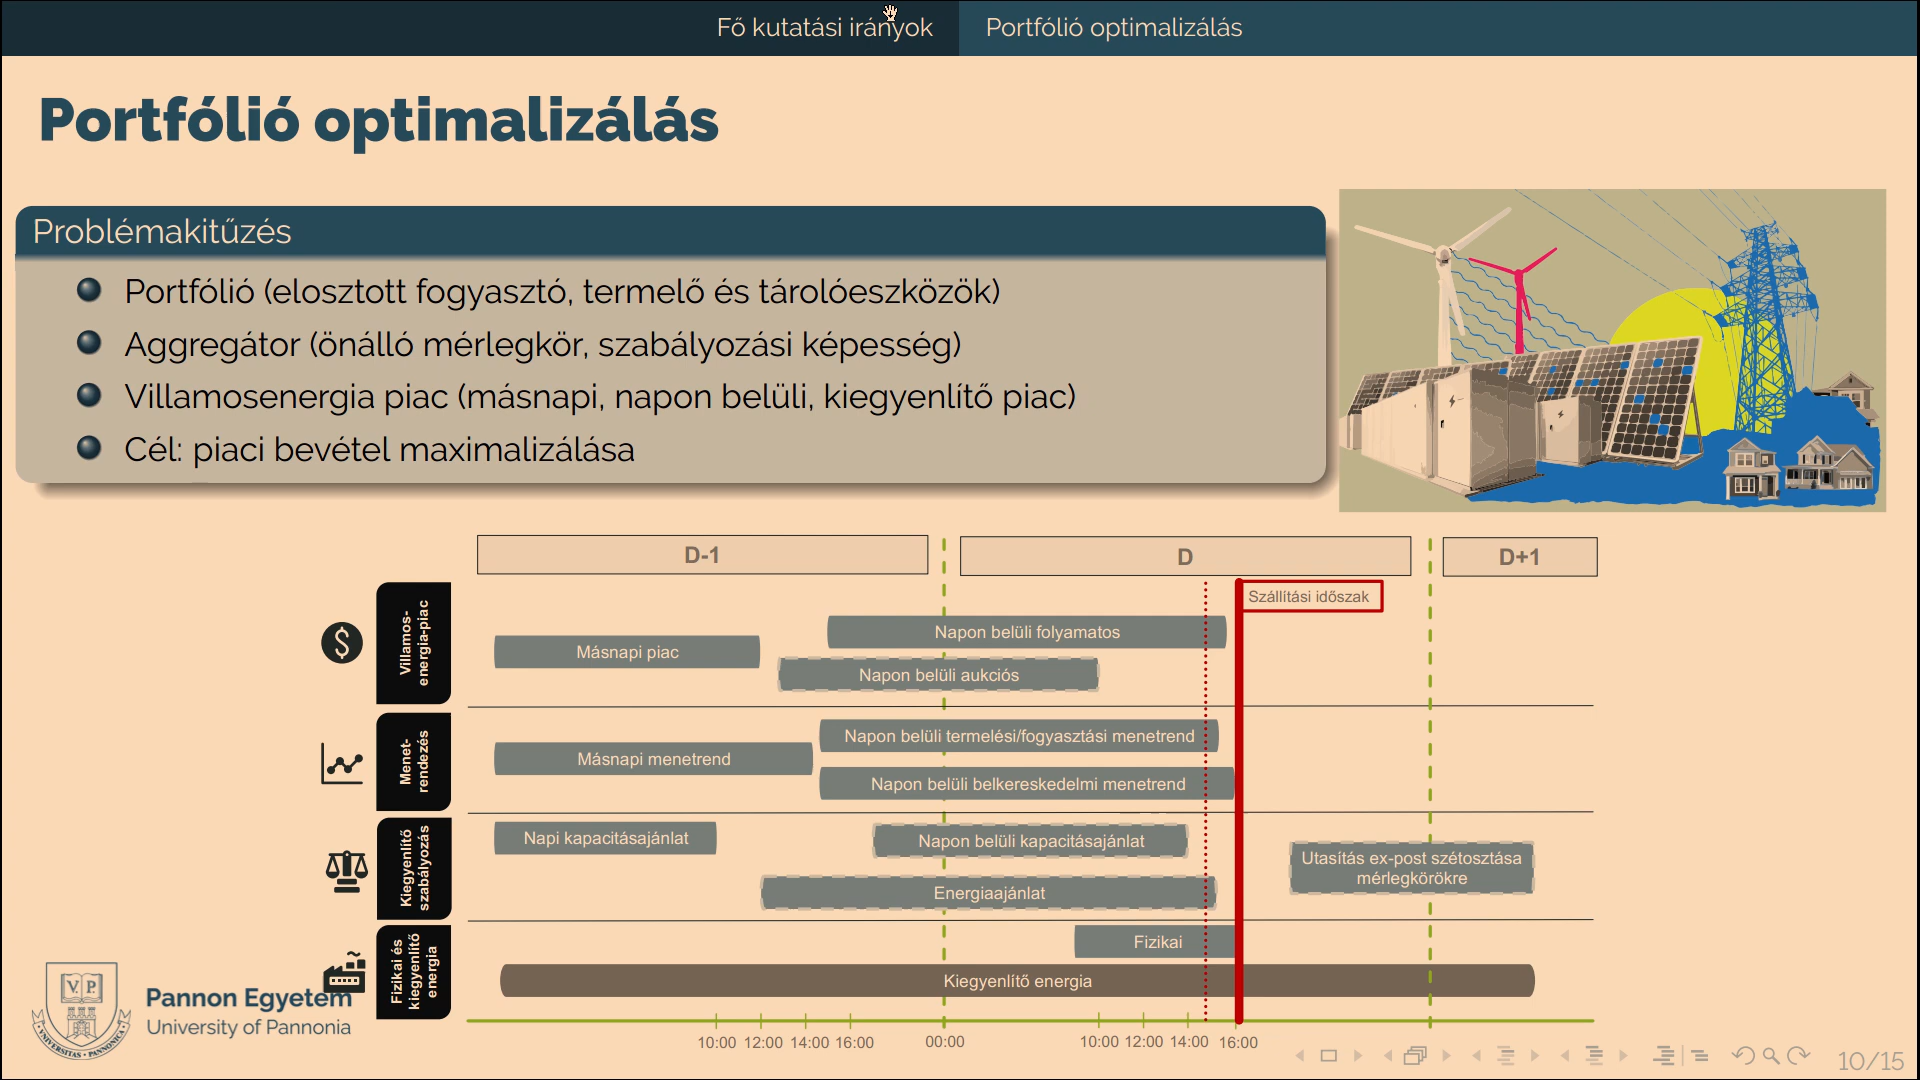 Fő kutatási irányok
Portfólió optimalizálás
Portfólió optimalizálás
Problémakitűzés
Portfólió (elosztott fogyasztó, termelő és tárolóeszközök)
Aggregátor (önálló mérlegkör, szabályozási képesség)
Villamosenergia piac (másnapi, napon belüli, kiegyenlítő piac)
Cél: piaci bevétel maximalizálása
D-1
D
D+1
Szállítási időszak
Villamos-
energia-piac
Napon belüli folyamatos
Másnapi piac
Napon belüli aukciós
Menet-
rendezés
Napon belüli termelési/fogyasztási menetrend
Másnapi menetrend
Napon belüli belkereskedelmi menetrend
Kiegyenlítő
szabályozás
Napi kapacitásajánlat
Napon belüli kapacitásajánlat
Utasítás ex-post szétosztása
mérlegkörökre
Energiaajánlat
Fizikai és
kiegyenlítő
energia
Fizikai
Kiegyenlítő energia
10:00 12:00 14:00 16:00 00:00 10:00 12:00 14:00 16:00
V. P.
UNIVERSITAS · PANNONICA
Pannon Egyetem
University of Pannonia
10/15